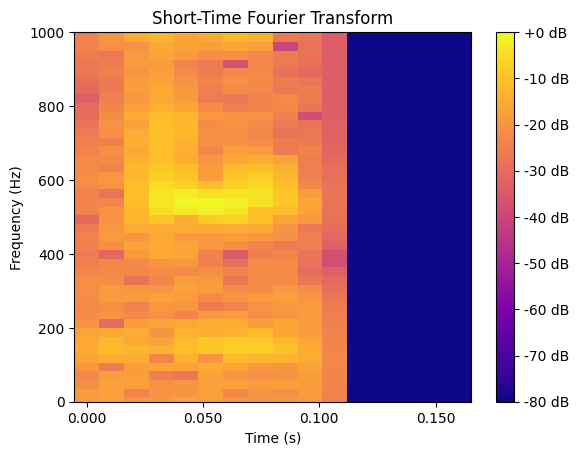 Short-Time Fourier Transform
1000
800
600
400
200
0
Frequency (Hz)
0.000
0.050
0.100
0.150
Time (s)
+0 dB
-10 dB
-20 dB
-30 dB
-40 dB
-50 dB
-60 dB
-70 dB
-80 dB